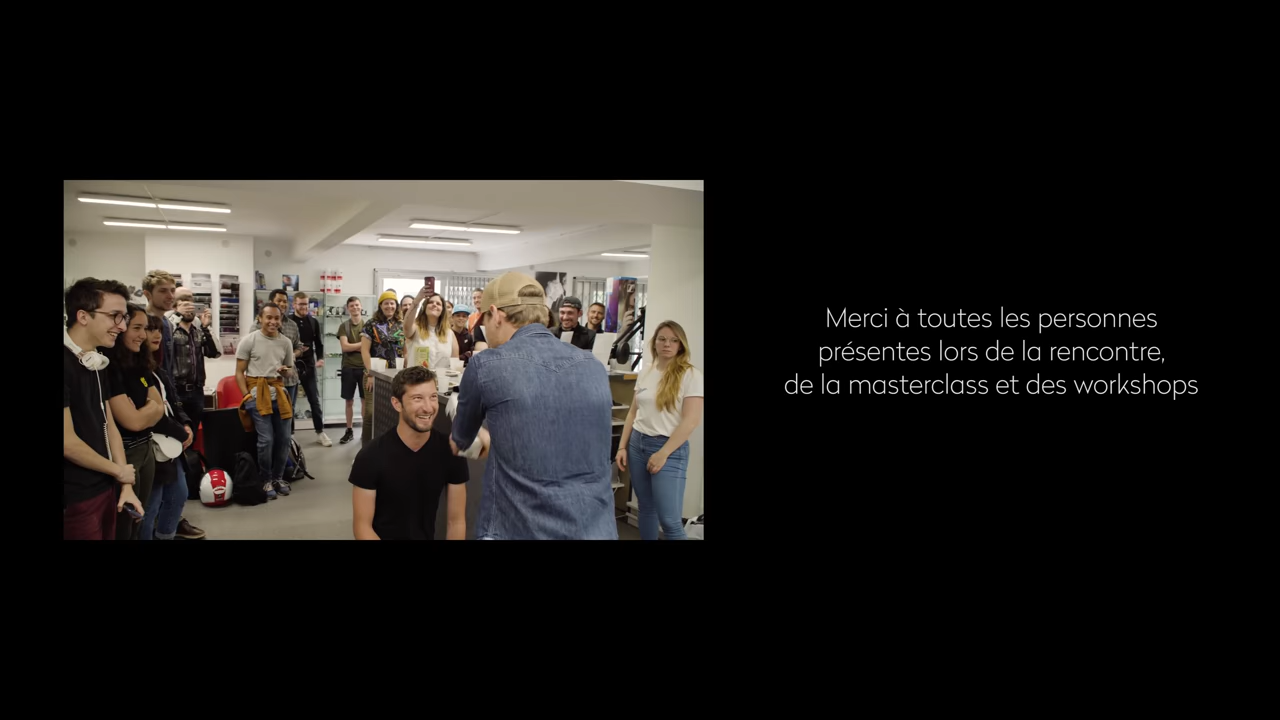 Merci à toutes les personnes
présentes lors de la rencontre,
de la masterclass et des workshops